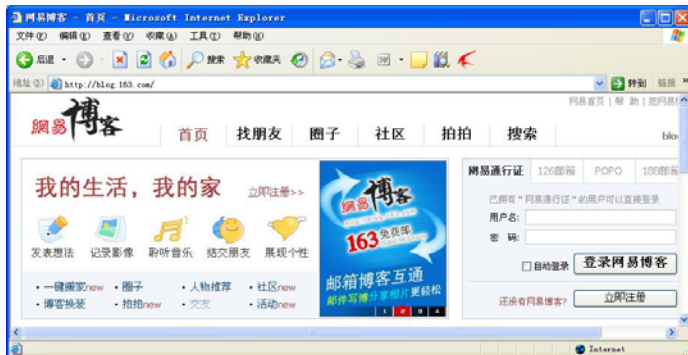 网易博客 - 首页 - Microsoft Internet Explorer
文件(F) 编辑(E) 查看(V) 收藏(A) 工具(T) 帮助(H)
后退 搜索 收藏夹
地址(D) http://blog.163.com/ 转到 链接 »
网易首页 | 帮 助 | 把网易
網易博客 首页 找朋友 圈子 社区 拍拍 搜索 blo
我的生活，我的家 立即注册>>
发表想法 记录影像 聆听音乐 结交朋友 展现个性
·一键搬家new ·圈子 ·人物推荐 ·社区new
·博客换装 ·拍拍new ·交友 ·活动new
網易博客
163免费邮
邮箱博客互通
邮件写博分享相片更轻松
1 2 3 4
网易通行证 126邮箱 POPO 188邮箱
已拥有"网易通行证"的用户可以直接登录
用户名:
密 码:
自动登录 登录网易博客
还没有网易博客? 立即注册
Internet